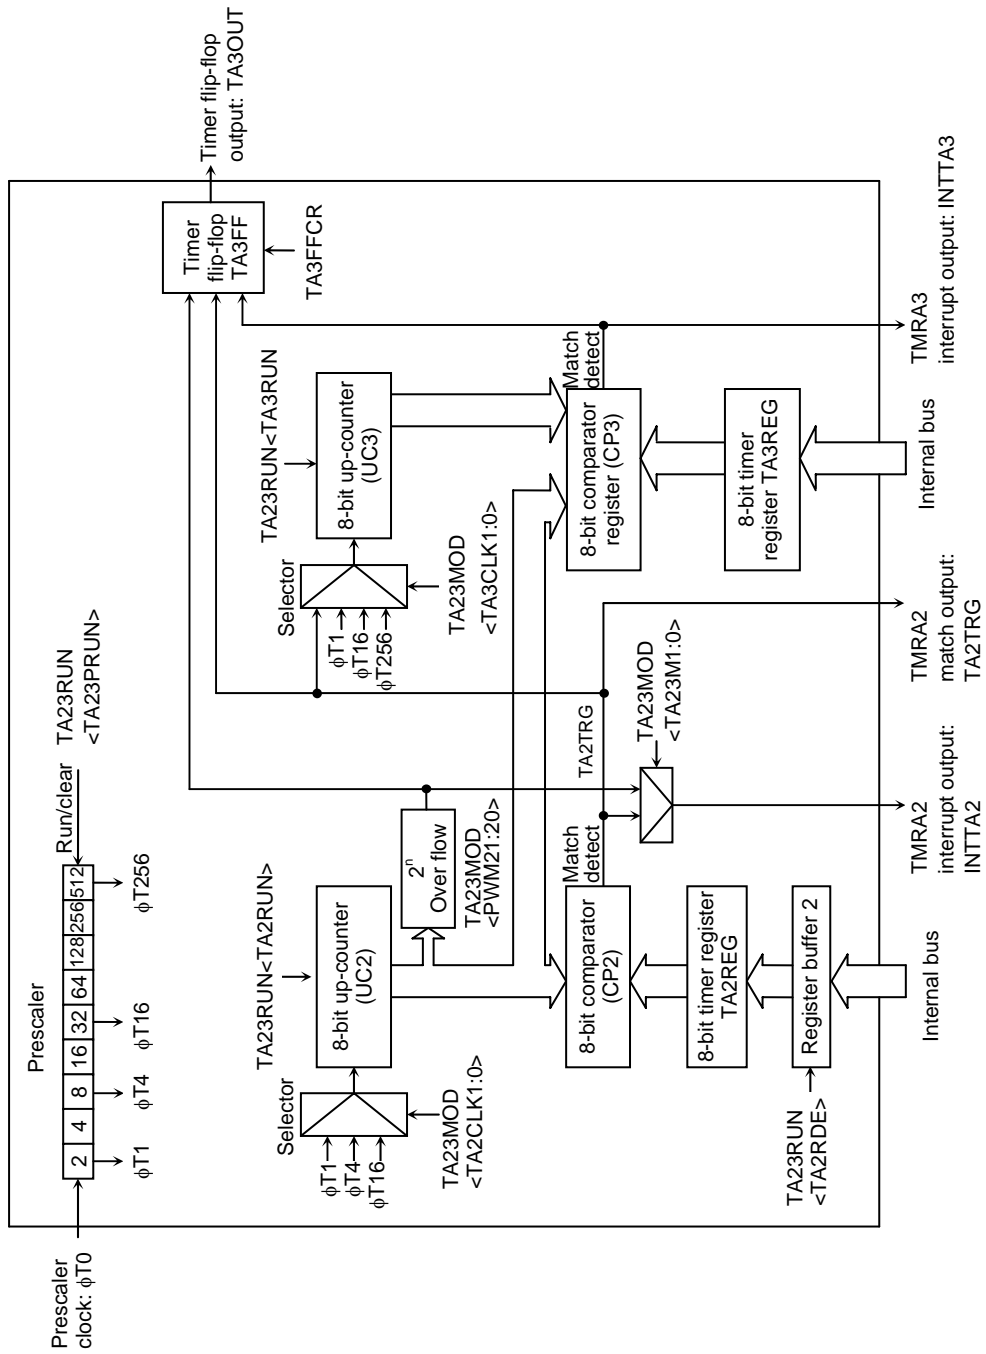 Prescaler
clock: ϕT0
Prescaler
2
4
8
16
32
64
128
256
512
Run/clear
TA23RUN
<TA23PRUN>
ϕT1
ϕT4
ϕT16
ϕT256
Selector
ϕT1
ϕT4
ϕT16
TA23MOD
<TA2CLK1:0>
TA23RUN<TA2RUN>
8-bit up-counter
(UC2)
2ⁿ
Over flow
TA23MOD
<PWM21:20>
Selector
ϕT1
ϕT16
ϕT256
TA23MOD
<TA3CLK1:0>
TA23RUN<TA3RUN
8-bit up-counter
(UC3)
Timer
flip-flop
TA3FF
TA3FFCR
Timer flip-flop
output: TA3OUT
8-bit comparator
(CP2)
Match
detect
TA2TRG
8-bit timer register
TA2REG
Register buffer 2
TA23RUN
<TA2RDE>
TA23MOD
<TA23M1:0>
8-bit comparator
register (CP3)
Match
detect
8-bit timer
register TA3REG
Internal bus
TMRA2
interrupt output:
INTTA2
TMRA2
match output:
TA2TRG
Internal bus
TMRA3
interrupt output: INTTA3